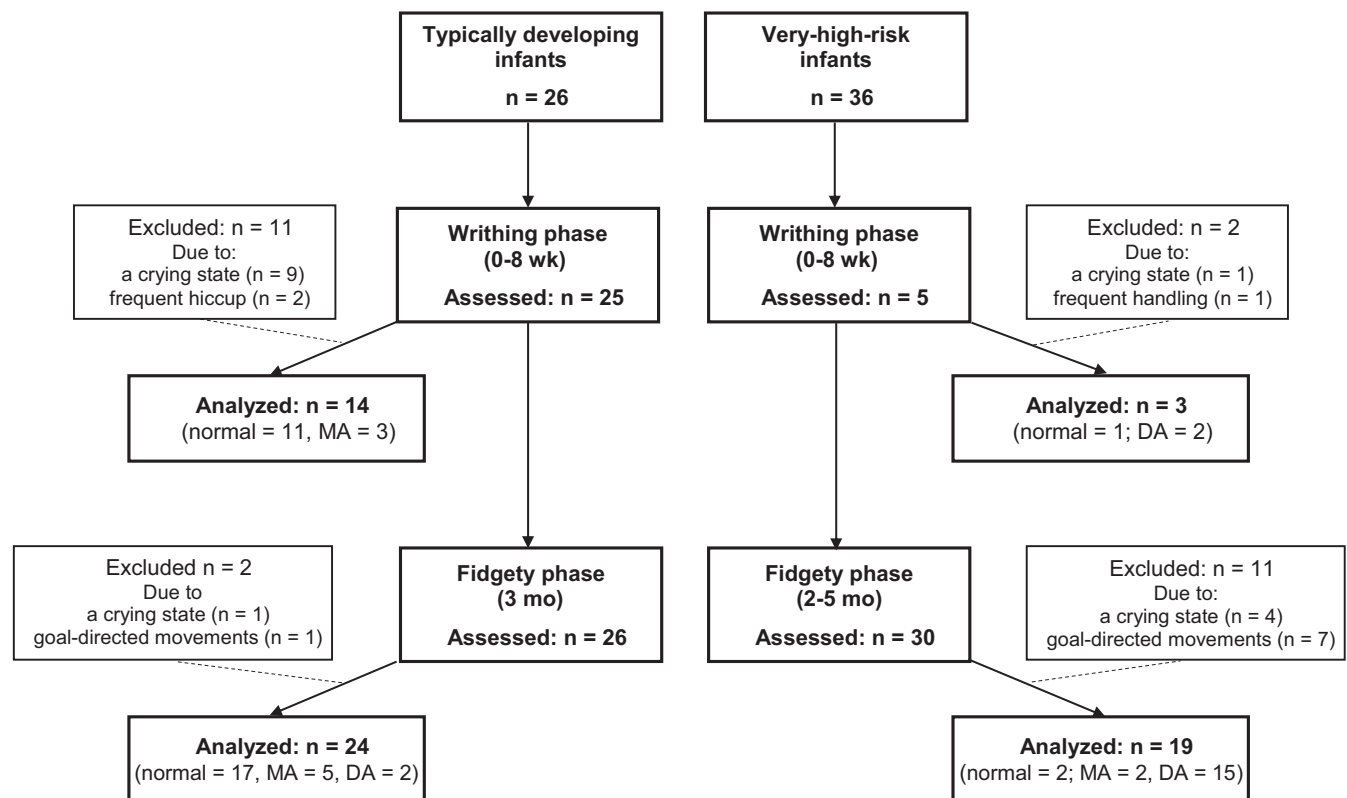 Typically developing
infants
n = 26
Very-high-risk
infants
n = 36
Excluded: n = 11
Due to:
a crying state (n = 9)
frequent hiccup (n = 2)
Writhing phase
(0-8 wk)
Assessed: n = 25
Writhing phase
(0-8 wk)
Assessed: n = 5
Excluded: n = 2
Due to:
a crying state (n = 1)
frequent handling (n = 1)
Analyzed: n = 14
(normal = 11, MA = 3)
Analyzed: n = 3
(normal = 1; DA = 2)
Excluded n = 2
Due to
a crying state (n = 1)
goal-directed movements (n = 1)
Fidgety phase
(3 mo)
Assessed: n = 26
Fidgety phase
(2-5 mo)
Assessed: n = 30
Excluded: n = 11
Due to:
a crying state (n = 4)
goal-directed movements (n = 7)
Analyzed: n = 24
(normal = 17, MA = 5, DA = 2)
Analyzed: n = 19
(normal = 2; MA = 2, DA = 15)